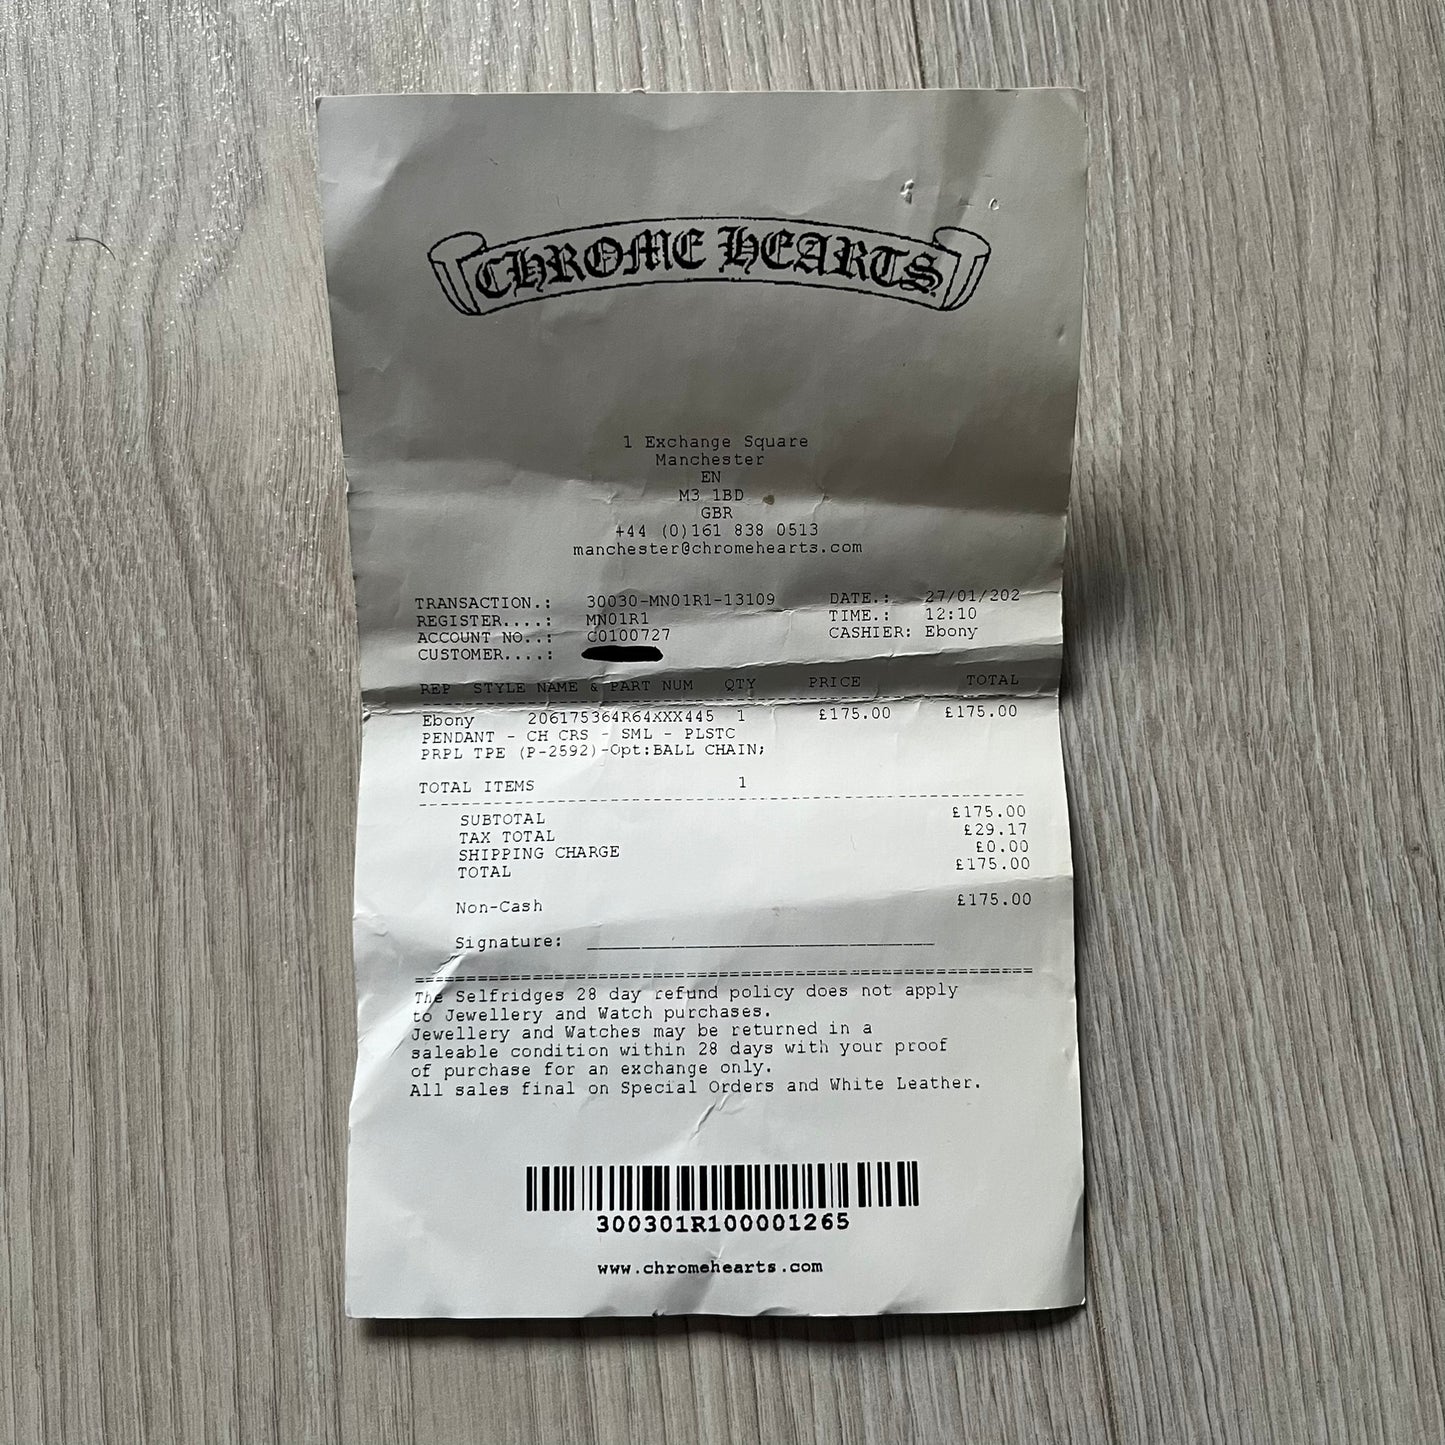 CHROME HEARTS
1 Exchange Square
Manchester
EN
M3 1BD
GBR
+44 (0)161 838 0513
manchester@chromehearts.com
TRANSACTION.: 30030-MN01R1-13109 DATE.: 27/01/202
REGISTER....: MN01R1 TIME.: 12:10
ACCOUNT NO..: C0100727 CASHIER: Ebony
CUSTOMER....:
REP STYLE NAME & PART NUM QTY PRICE TOTAL
Ebony 206175364R64XXX445 1 £175.00 £175.00
PENDANT - CH CRS - SML - PLSTC
PRPL TPE (P-2592)-Opt:BALL CHAIN;
TOTAL ITEMS 1
SUBTOTAL £175.00
TAX TOTAL £29.17
SHIPPING CHARGE £0.00
TOTAL £175.00
Non-Cash £175.00
Signature:
The Selfridges 28 day refund policy does not apply
to Jewellery and Watch purchases.
Jewellery and Watches may be returned in a
saleable condition within 28 days with your proof
of purchase for an exchange only.
All sales final on Special Orders and White Leather.
300301R100001265
www.chromehearts.com